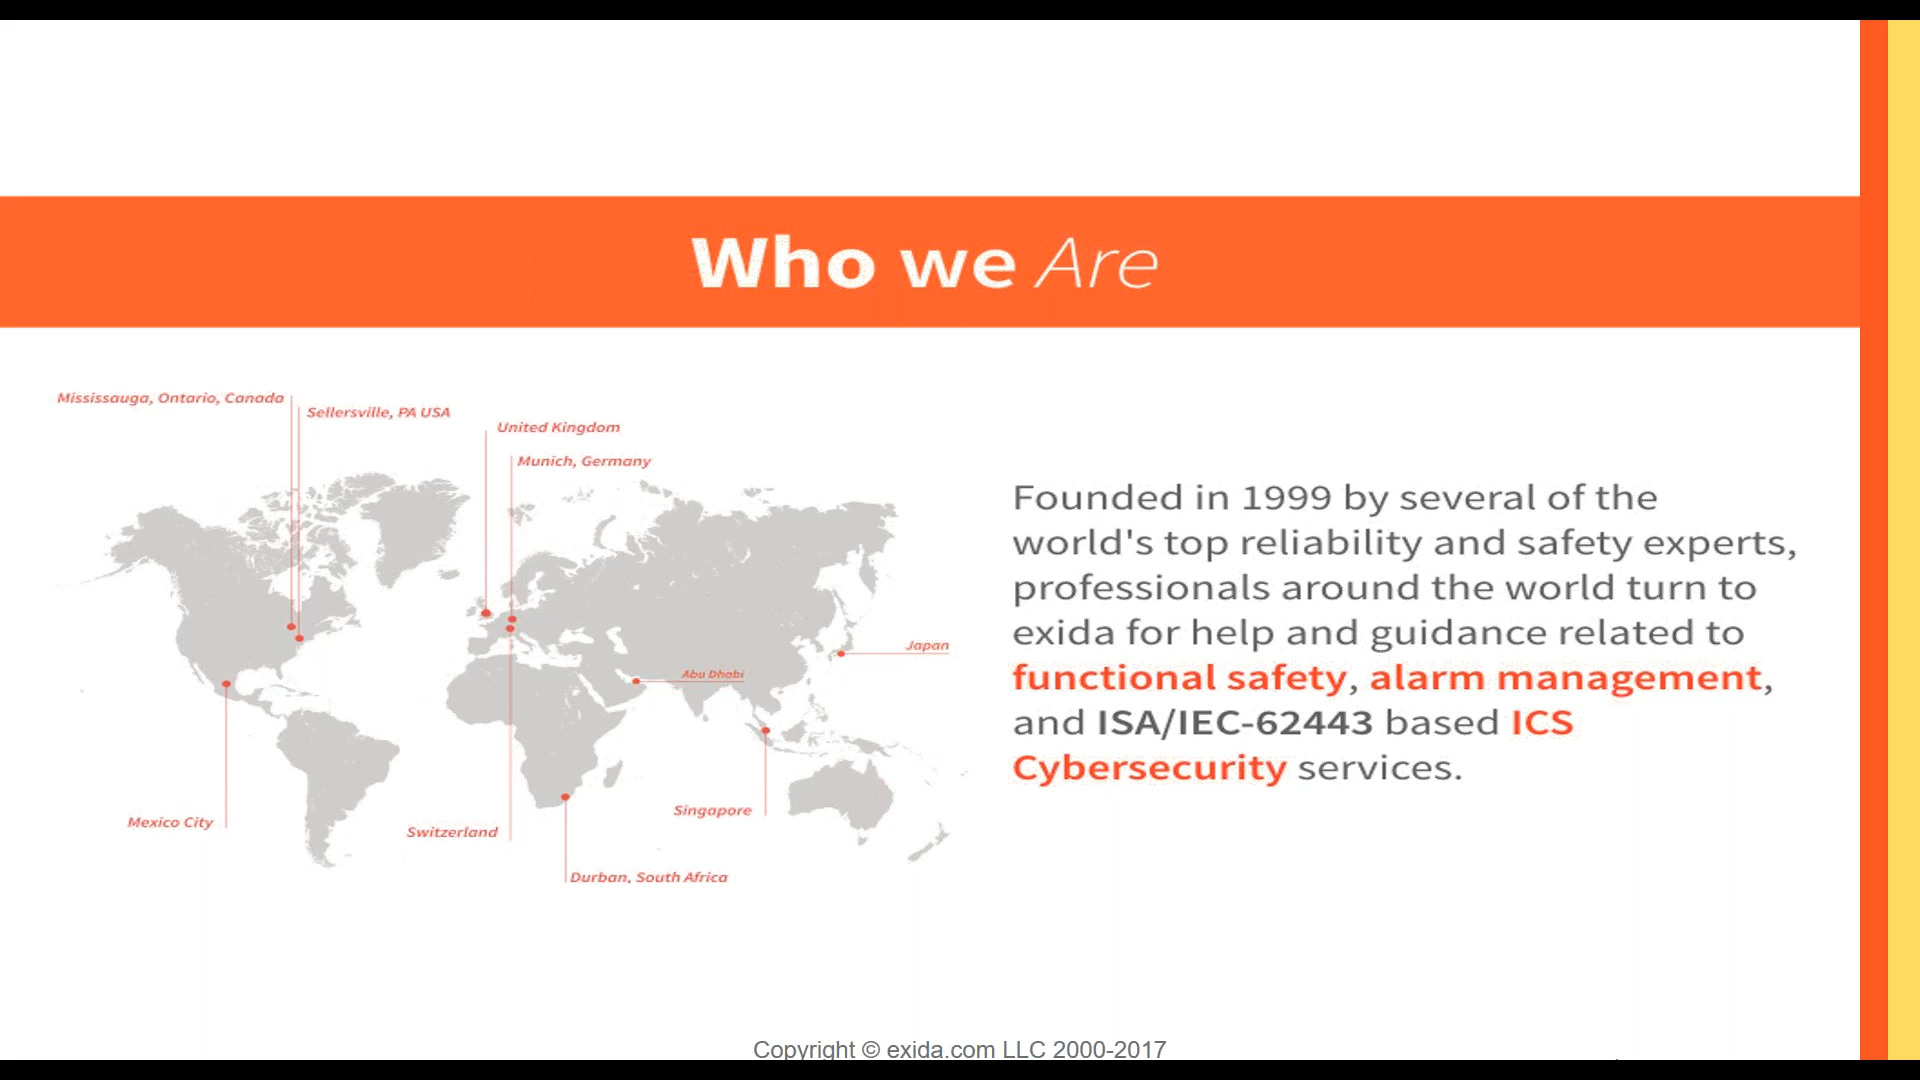 Who we Are
Mississauga, Ontario, Canada
Sellersville, PA USA
United Kingdom
Munich, Germany
Japan
Abu Dhabi
Singapore
Mexico City
Switzerland
Durban, South Africa
Founded in 1999 by several of the
world's top reliability and safety experts,
professionals around the world turn to
exida for help and guidance related to
functional safety, alarm management,
and ISA/IEC-62443 based ICS
Cybersecurity services.
Copyright © exida.com LLC 2000-2017